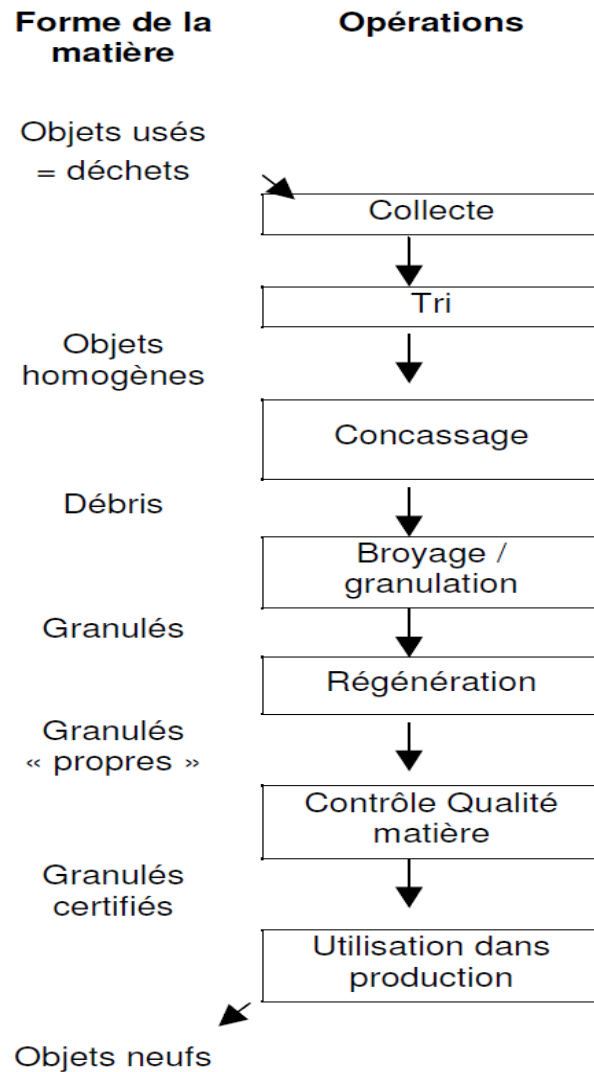 Forme de la
matière
Opérations
Objets usés
= déchets
Collecte
Tri
Objets
homogènes
Concassage
Débris
Broyage /
granulation
Granulés
Régénération
Granulés
« propres »
Contrôle Qualité
matière
Granulés
certifiés
Utilisation dans
production
Objets neufs